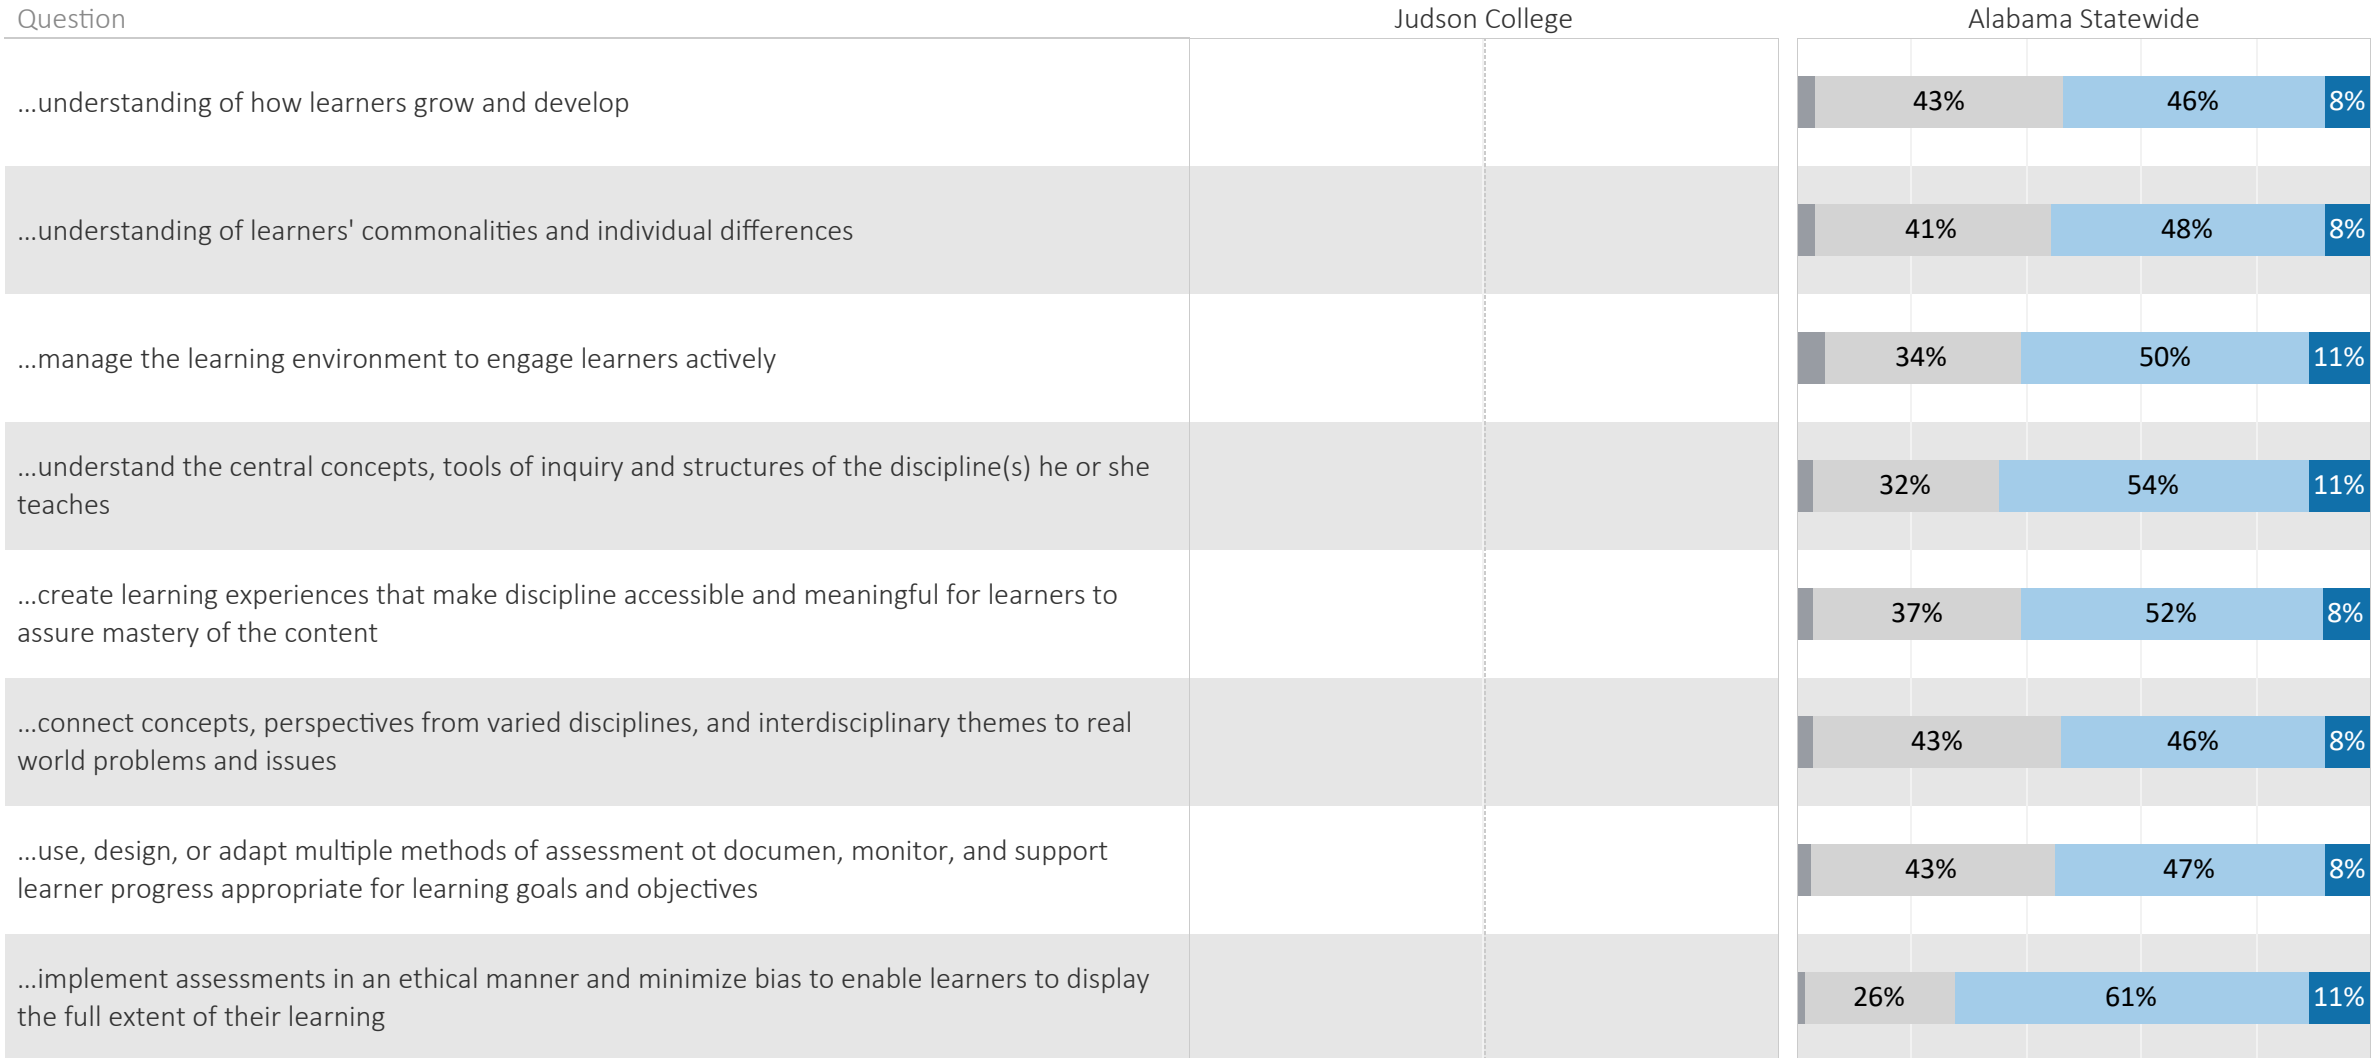 Question Judson College Alabama Statewide
...understanding of how learners grow and develop 43% 46% 8%
...understanding of learners' commonalities and individual differences 41% 48% 8%
...manage the learning environment to engage learners actively 34% 50% 11%
...understand the central concepts, tools of inquiry and structures of the discipline(s) he or she
teaches
32% 54% 11%
...create learning experiences that make discipline accessible and meaningful for learners to
assure mastery of the content
37% 52% 8%
...connect concepts, perspectives from varied disciplines, and interdisciplinary themes to real
world problems and issues
43% 46% 8%
...use, design, or adapt multiple methods of assessment ot documen, monitor, and support
learner progress appropriate for learning goals and objectives
43% 47% 8%
...implement assessments in an ethical manner and minimize bias to enable learners to display
the full extent of their learning
26% 61% 11%